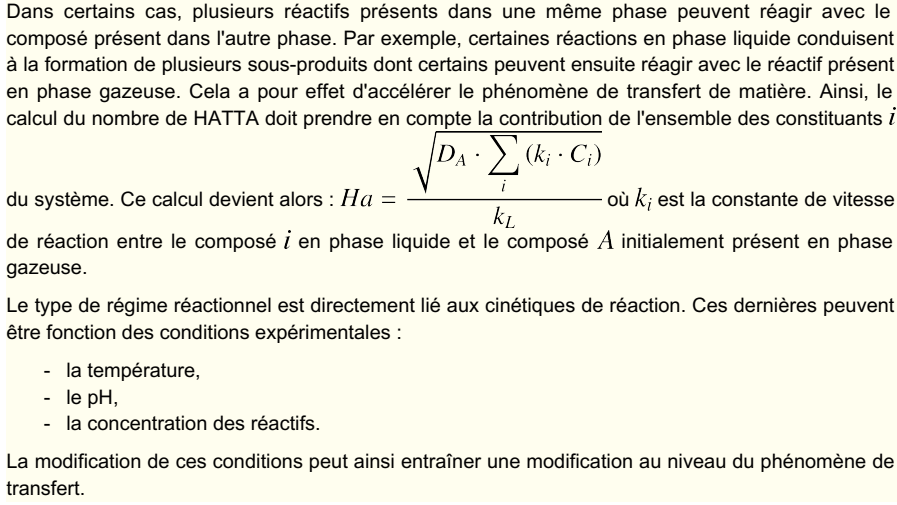 Dans certains cas, plusieurs réactifs présents dans une même phase peuvent réagir avec le
composé présent dans l'autre phase. Par exemple, certaines réactions en phase liquide conduisent
à la formation de plusieurs sous-produits dont certains peuvent ensuite réagir avec le réactif présent
en phase gazeuse. Cela a pour effet d'accélérer le phénomène de transfert de matière. Ainsi, le
calcul du nombre de HATTA doit prendre en compte la contribution de l'ensemble des constituants i
du système. Ce calcul devient alors : Ha = √(D_A · ∑_i (k_i · C_i)) / k_L où k_i est la constante de vitesse
de réaction entre le composé i en phase liquide et le composé A initialement présent en phase
gazeuse.
Le type de régime réactionnel est directement lié aux cinétiques de réaction. Ces dernières peuvent
être fonction des conditions expérimentales :
- la température,
- le pH,
- la concentration des réactifs.
La modification de ces conditions peut ainsi entraîner une modification au niveau du phénomène de
transfert.